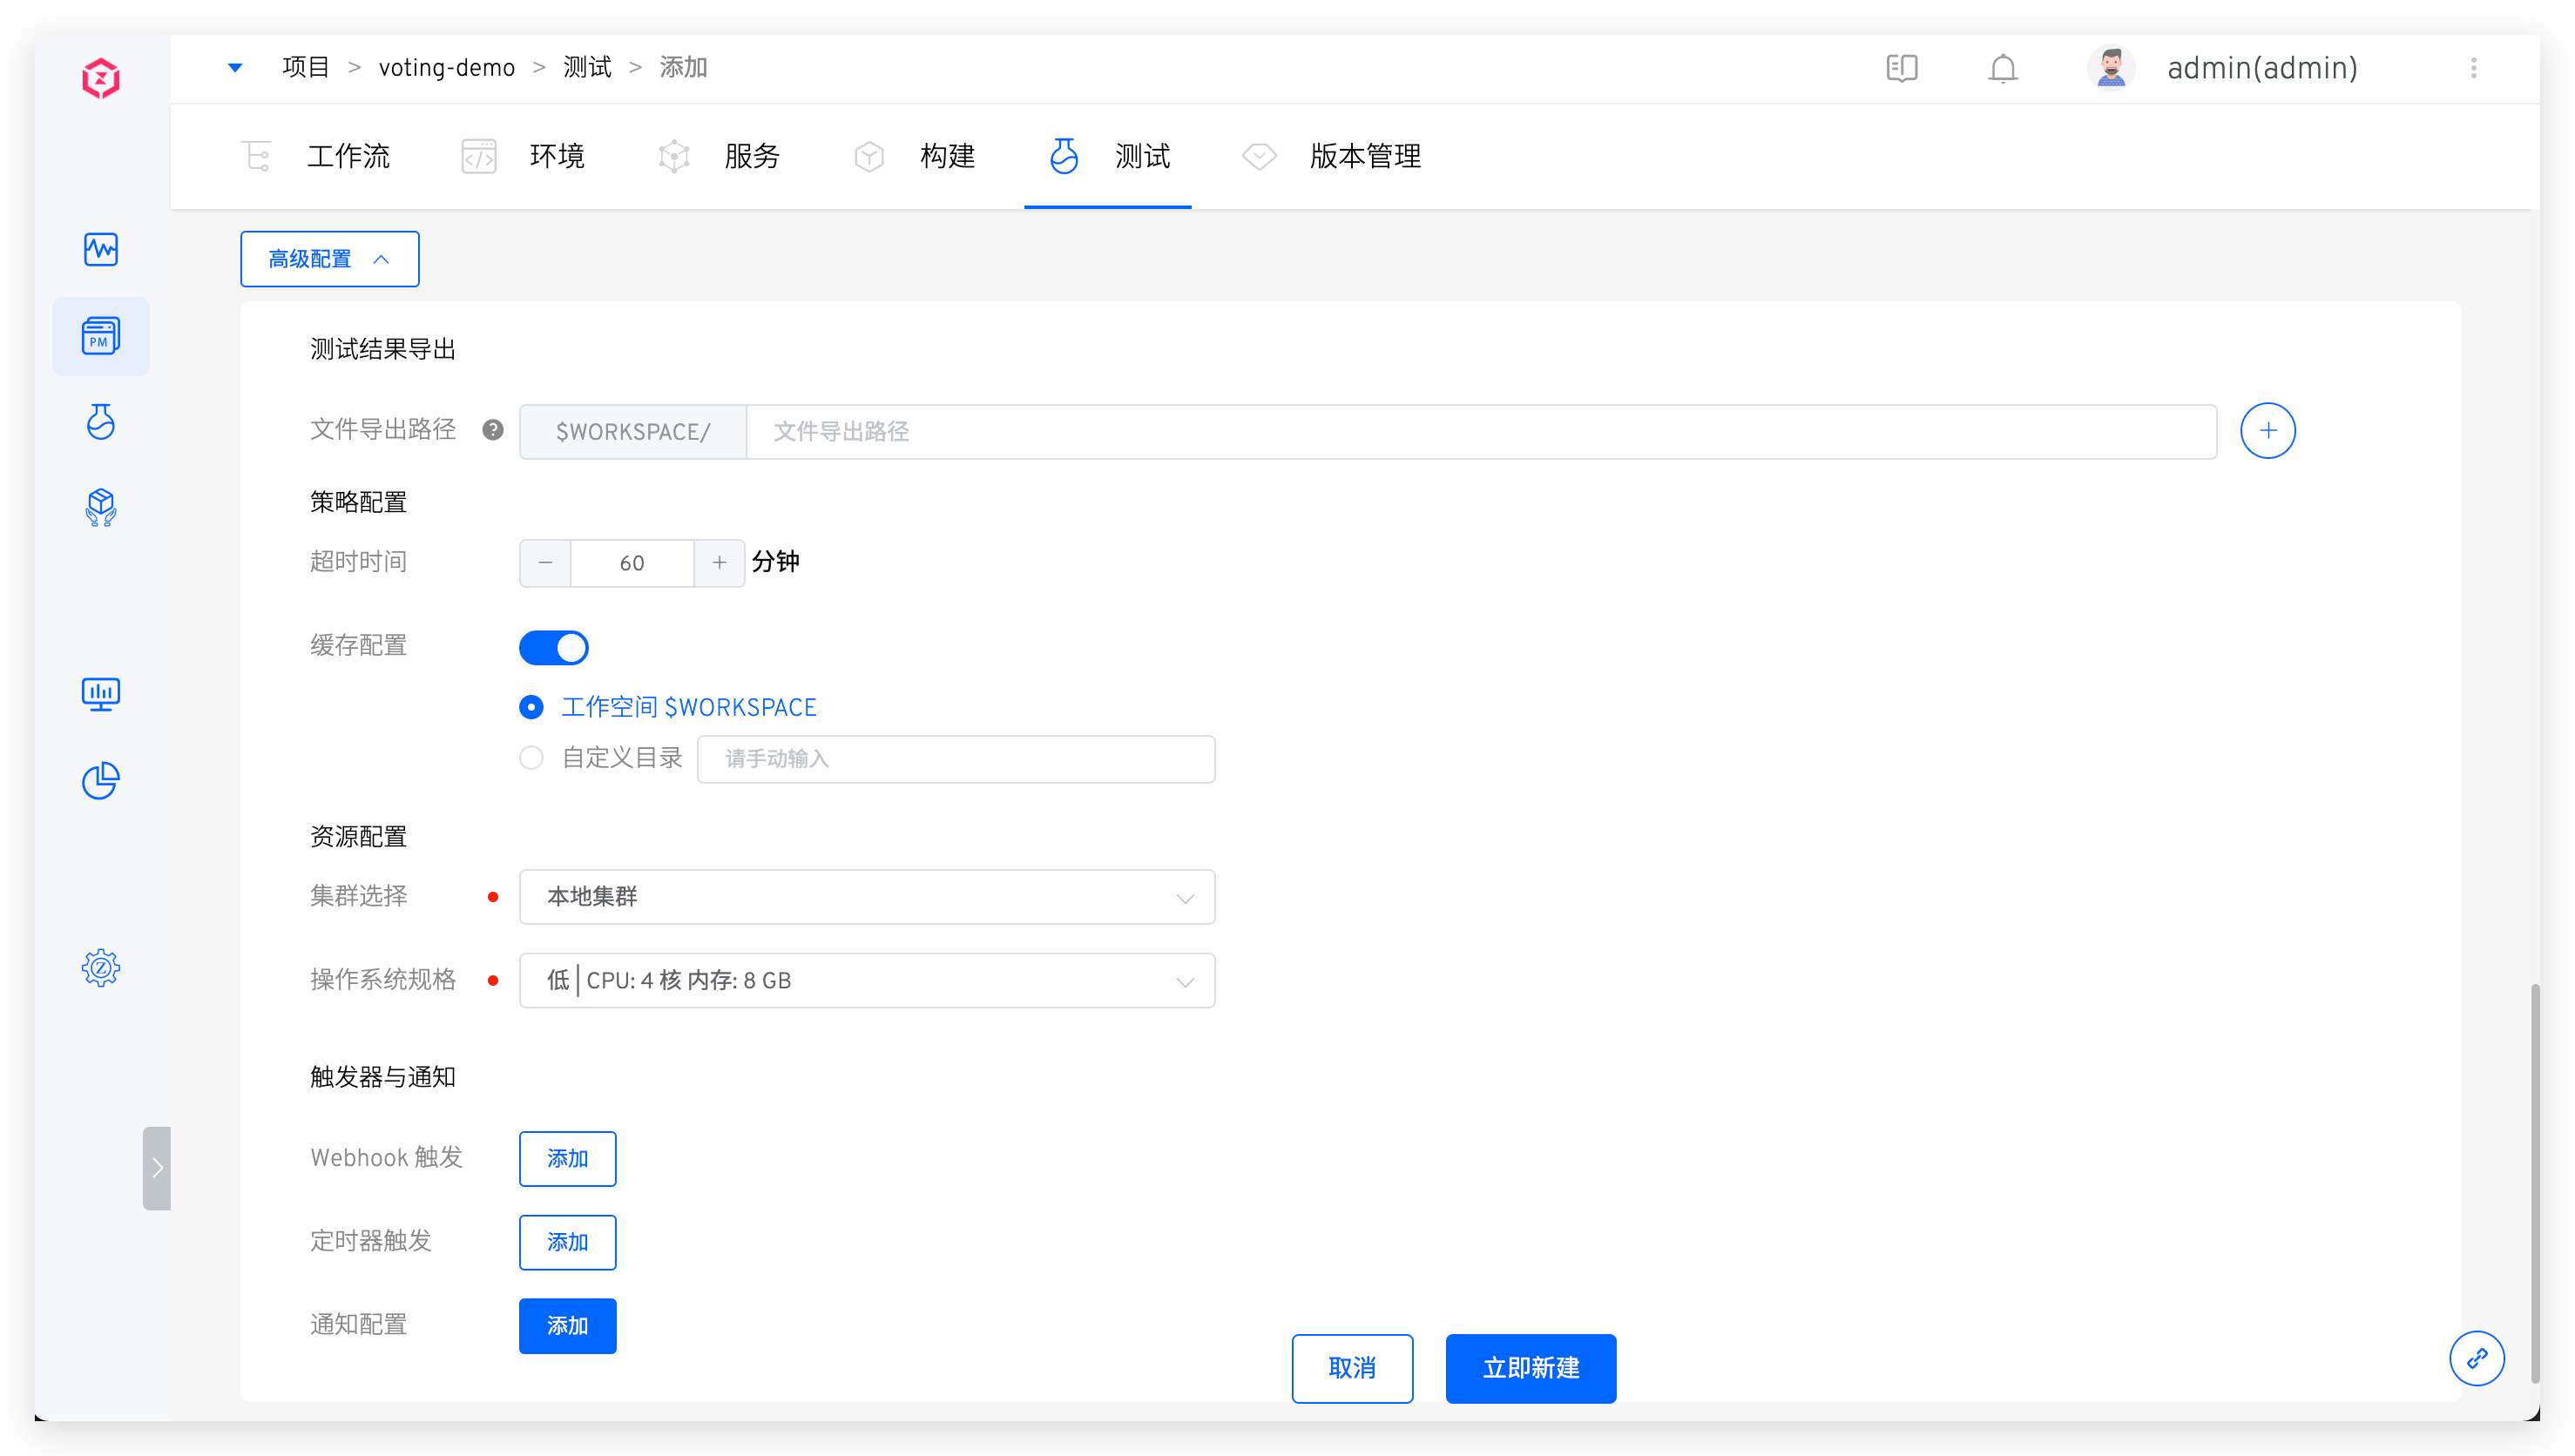 项目 > voting-demo > 测试 > 添加
admin(admin)
工作流 环境 服务 构建 测试 版本管理
PM
高级配置
测试结果导出
文件导出路径 ? $WORKSPACE/ 文件导出路径
策略配置
超时时间 60 分钟
缓存配置
工作空间 $WORKSPACE
自定义目录 请手动输入
资源配置
集群选择 本地集群
操作系统规格 低 | CPU: 4 核 内存: 8 GB
Z
触发器与通知
Webhook 触发 添加
定时器触发 添加
通知配置 添加
取消 立即新建